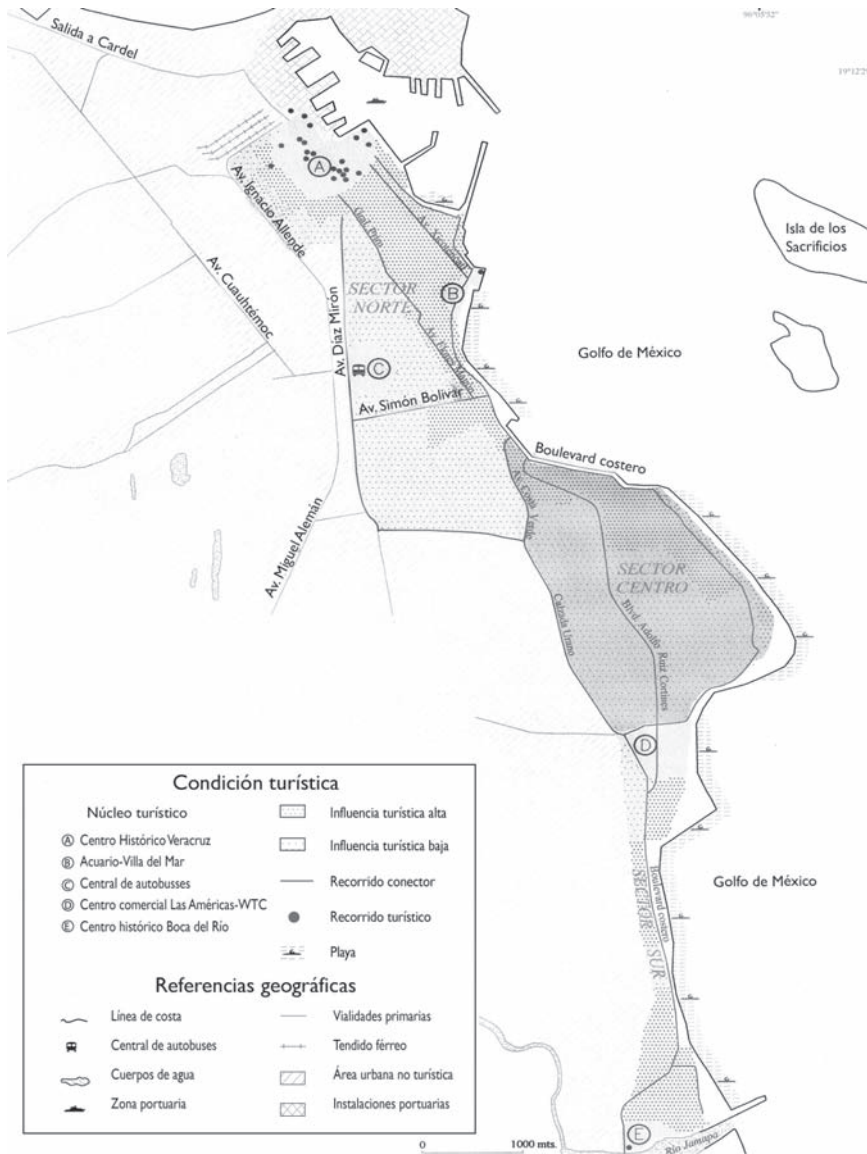 Salida a Cardel
96°05'52"
A
Av. Ignacio Allende
Av. Cuauhtémoc
Av. Díaz Mirón
SECTOR
NORTE
B
C
Av. Simón Bolívar
Av. Miguel Alemán
Isla de los
Sacrificios
Golfo de México
Boulevard costero
SECTOR
CENTRO
Calzada Urano
Blvd. Adolfo Ruiz Cortines
D
Golfo de México
Boulevard costero
SECTOR SUR
E
Río Jamapa
0 1000 mts.
Condición turística
Núcleo turístico
A Centro Histórico Veracruz
B Acuario-Villa del Mar
C Central de autobusses
D Centro comercial Las Américas-WTC
E Centro histórico Boca del Río
Influencia turística alta
Influencia turística baja
Recorrido conector
Recorrido turístico
Playa
Referencias geográficas
Línea de costa
Central de autobuses
Cuerpos de agua
Zona portuaria
Vialidades primarias
Tendido férreo
Área urbana no turística
Instalaciones portuarias